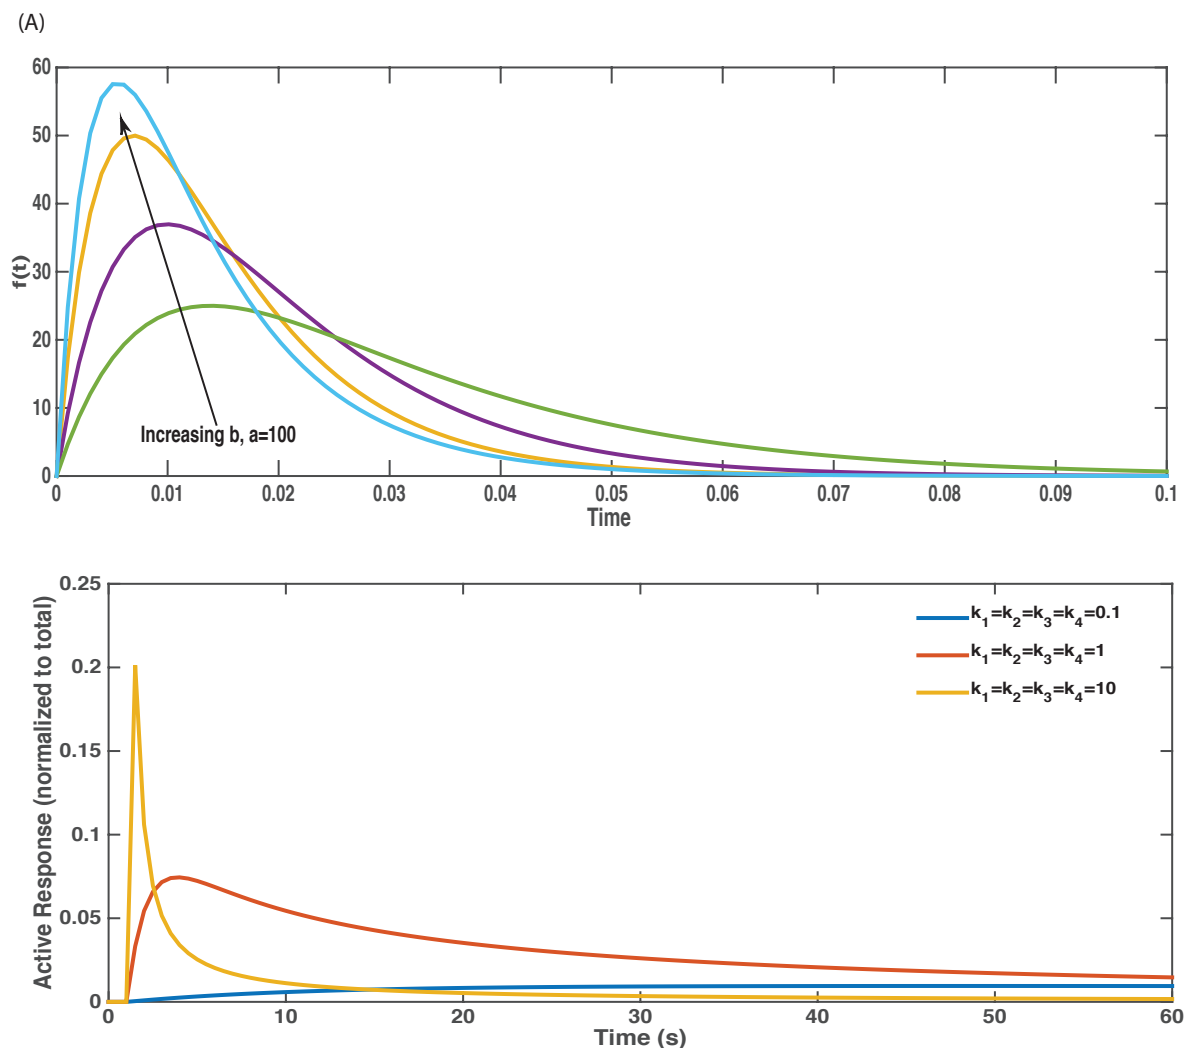 (A)
60
50
40
30
20
10
0
f(t)
Increasing b, a=100
0 0.01 0.02 0.03 0.04 0.05 0.06 0.07 0.08 0.09 0.1
Time
0.25
0.2
0.15
0.1
0.05
0
Active Response (normalized to total)
k1=k2=k3=k4=0.1
k1=k2=k3=k4=1
k1=k2=k3=k4=10
0 10 20 30 40 50 60
Time (s)